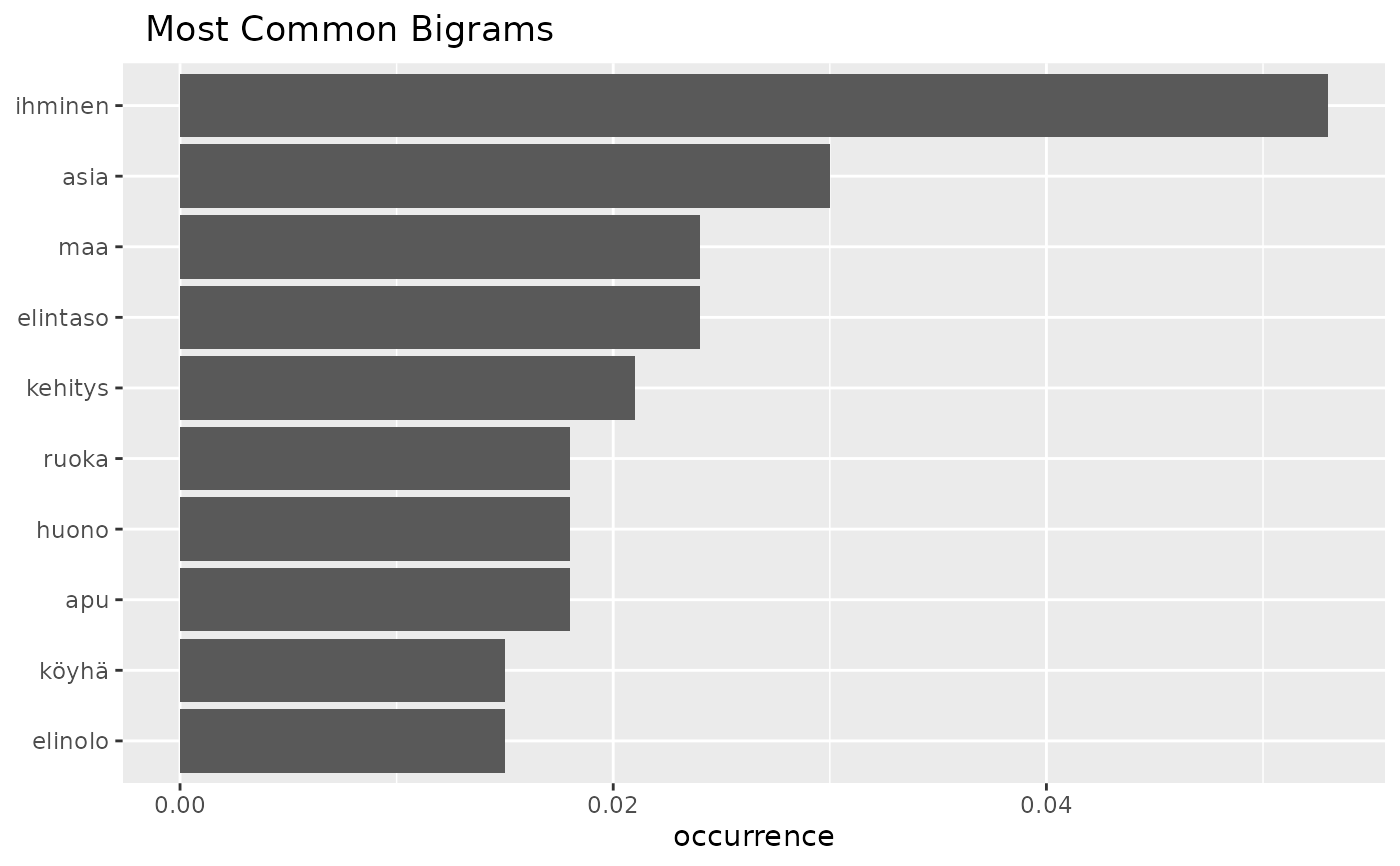 Most Common Bigrams
ihminen
asia
maa
elintaso
kehitys
ruoka
huono
apu
köyhä
elinolo
0.00 0.02 0.04
occurrence